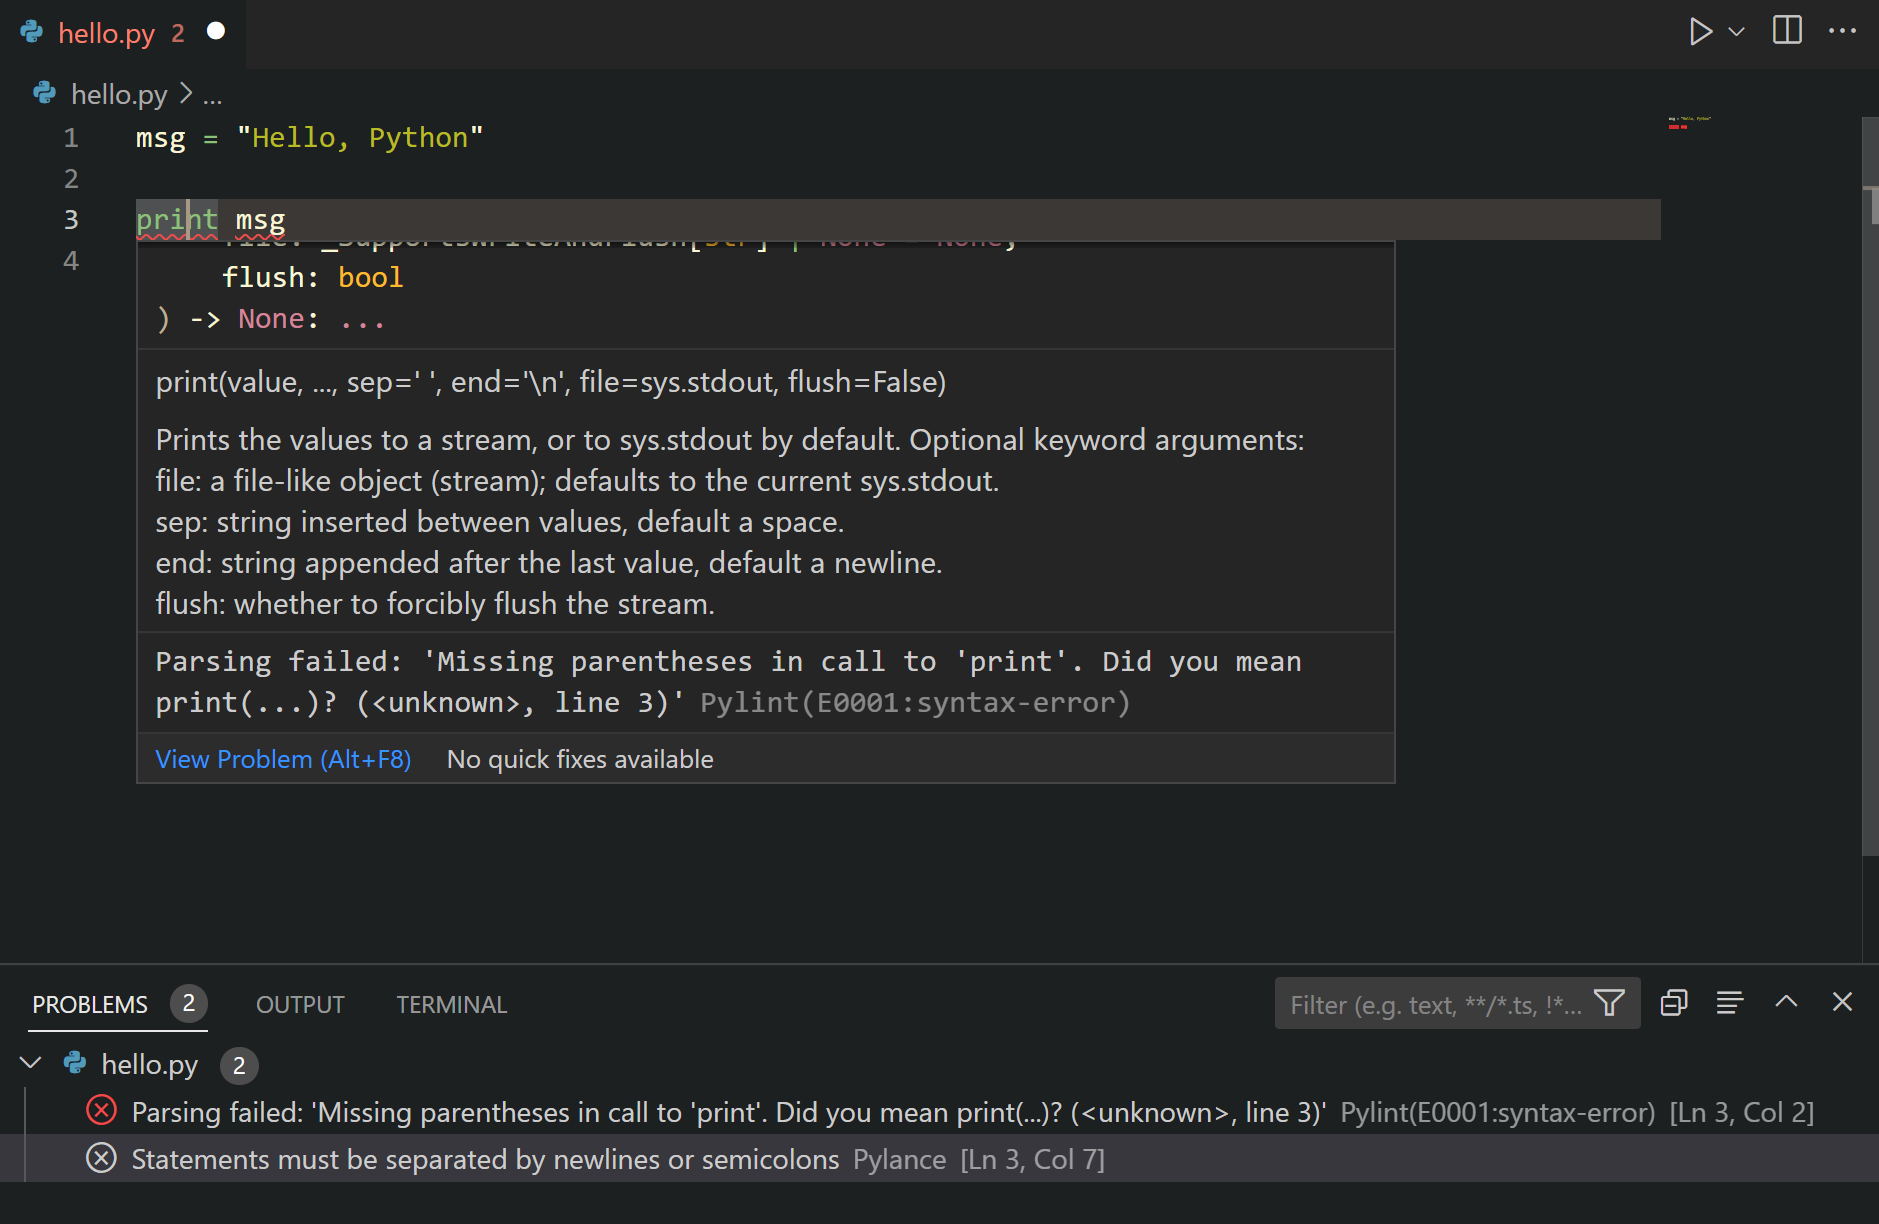 hello.py 2
hello.py > ...
1 msg = "Hello, Python"
2
3 print msg
4
file: _SupportsWriteAndFlush[str] | None = None,
flush: bool
) -> None: ...
print(value, ..., sep=' ', end='\n', file=sys.stdout, flush=False)
Prints the values to a stream, or to sys.stdout by default. Optional keyword arguments:
file: a file-like object (stream); defaults to the current sys.stdout.
sep: string inserted between values, default a space.
end: string appended after the last value, default a newline.
flush: whether to forcibly flush the stream.
Parsing failed: 'Missing parentheses in call to 'print'. Did you mean
print(...)? (<unknown>, line 3)' Pylint(E0001:syntax-error)
View Problem (Alt+F8) No quick fixes available
PROBLEMS 2 OUTPUT TERMINAL Filter (e.g. text, **/*.ts, !*...
hello.py 2
Parsing failed: 'Missing parentheses in call to 'print'. Did you mean print(...)? (<unknown>, line 3)' Pylint(E0001:syntax-error) [Ln 3, Col 2]
Statements must be separated by newlines or semicolons Pylance [Ln 3, Col 7]